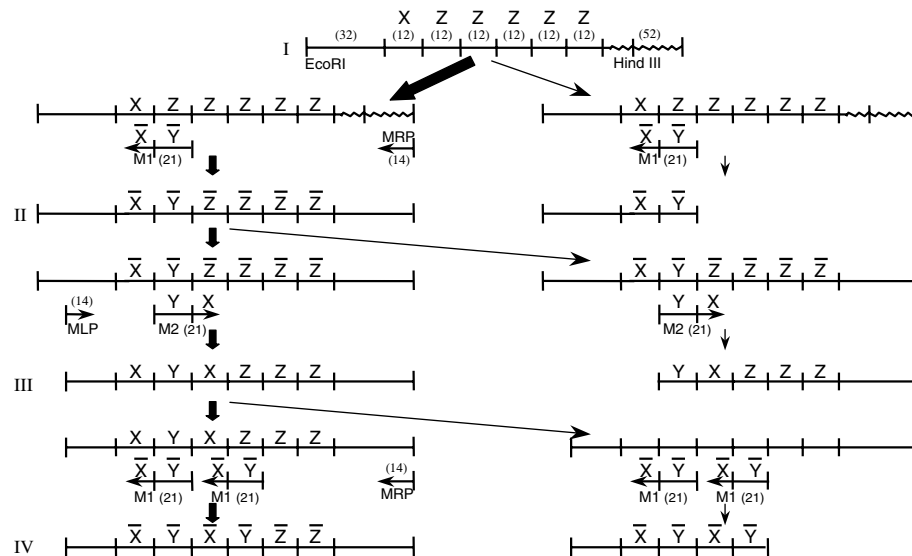 X Z Z Z Z Z
(32) (12) (12) (12) (12) (12) (12) (52)
I
EcoRI Hind III
X Z Z Z Z Z X Z Z Z Z Z
X̅ Y̅ MRP X̅ Y̅
M1 (21) (14) M1 (21)
X̅ Y̅ Z̅ Z̅ Z̅ Z̅ X̅ Y̅
II
X̅ Y̅ Z̅ Z̅ Z̅ Z̅ X̅ Y̅ Z̅ Z̅ Z̅ Z̅
(14) Y X Y X
MLP M2 (21) M2 (21)
X Y X Z Z Z Y X Z Z Z
III
X Y X Z Z Z
X̅ Y̅ X̅ Y̅ (14) X̅ Y̅ X̅ Y̅
M1 (21) M1 (21) MRP M1 (21) M1 (21)
X̅ Y̅ X̅ Y̅ Z̅ Z̅ X̅ Y̅ X̅ Y̅
IV